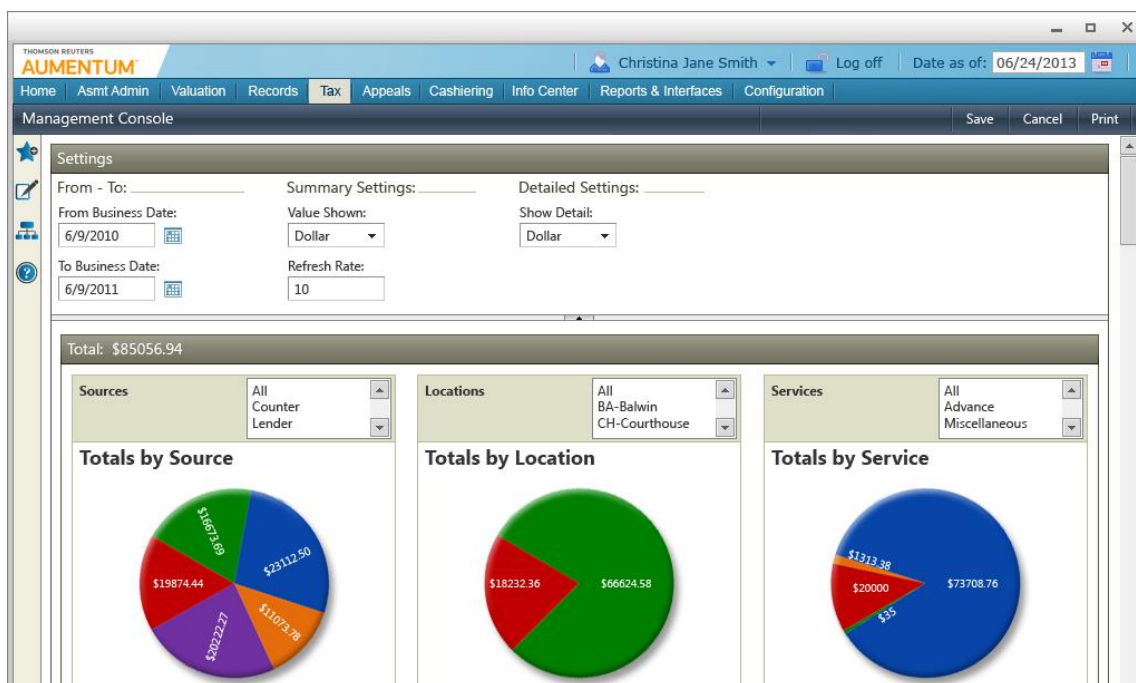 THOMSON REUTERS
AUMENTUM
Christina Jane Smith Log off Date as of: 06/24/2013
Home Asmt Admin Valuation Records Tax Appeals Cashiering Info Center Reports & Interfaces Configuration
Management Console Save Cancel Print
Settings
From - To: Summary Settings: Detailed Settings:
From Business Date: Value Shown: Show Detail:
6/9/2010 Dollar Dollar
To Business Date: Refresh Rate:
6/9/2011 10
Total: $85056.94
Sources
All
Counter
Lender
Locations
All
BA-Balwin
CH-Courthouse
Services
All
Advance
Miscellaneous
Totals by Source
$16673.69
$23112.50
$19874.44
$11073.78
$20222.27
Totals by Location
$18232.36
$66624.58
Totals by Service
$1313.38
$20000
$73708.76
$35